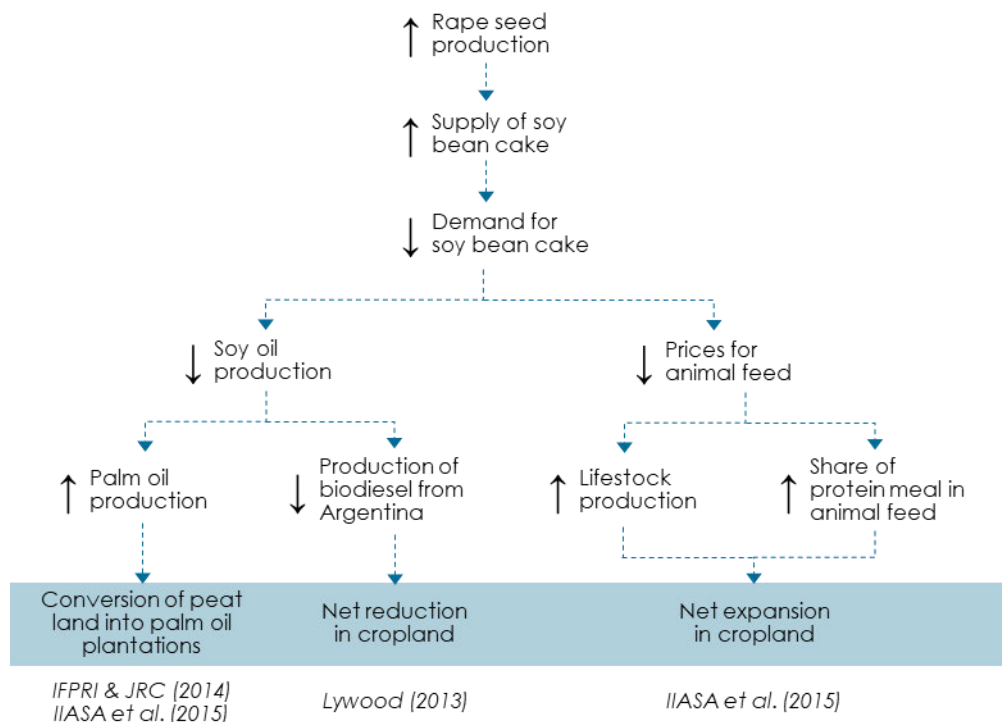 ↑ Rape seed
production
↑ Supply of soy
bean cake
↓ Demand for
soy bean cake
↓ Soy oil
production
↓ Prices for
animal feed
↑ Palm oil
production
↓ Production of
biodiesel from
Argentina
↑ Lifestock
production
↑ Share of
protein meal in
animal feed
Conversion of peat
land into palm oil
plantations
Net reduction
in cropland
Net expansion
in cropland
IFPRI & JRC (2014)
IIASA et al. (2015)
Lywood (2013)
IIASA et al. (2015)